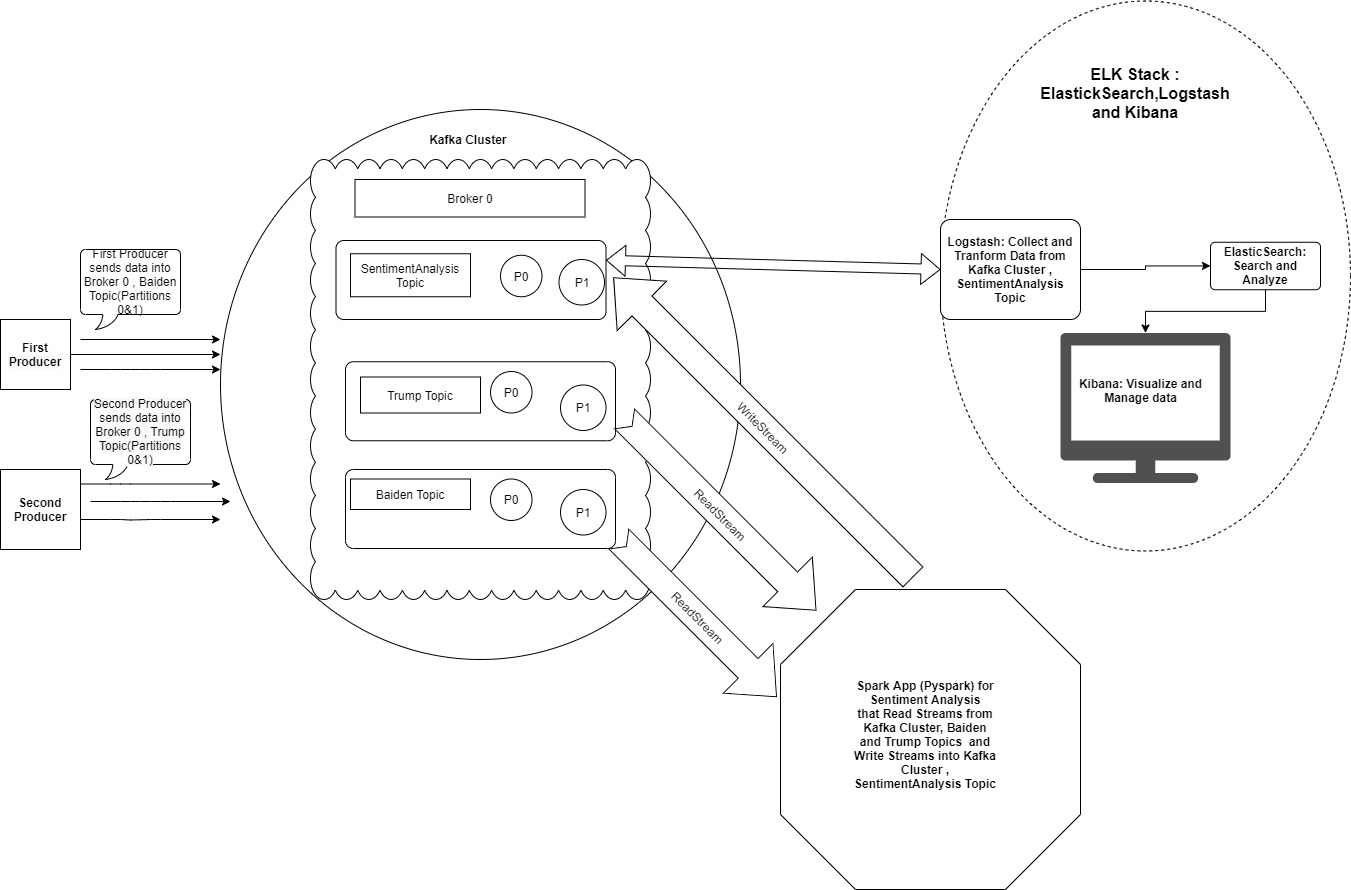 ELK Stack :
ElastickSearch,Logstash
and Kibana
Kafka Cluster
Broker 0
First Producer
sends data into
Broker 0 , Baiden
Topic(Partitions
0&1)
First
Producer
Second Producer
sends data into
Broker 0 , Trump
Topic(Partitions
0&1)
Second
Producer
SentimentAnalysis
Topic
P0
P1
Trump Topic
P0
P1
Baiden Topic
P0
P1
WriteStream
ReadStream
ReadStream
Logstash: Collect and
Tranform Data from
Kafka Cluster ,
SentimentAnalysis
Topic
ElasticSearch:
Search and
Analyze
Kibana: Visualize and
Manage data
Spark App (Pyspark) for
Sentiment Analysis
that Read Streams from
Kafka Cluster, Baiden
and Trump Topics and
Write Streams into Kafka
Cluster ,
SentimentAnalysis Topic